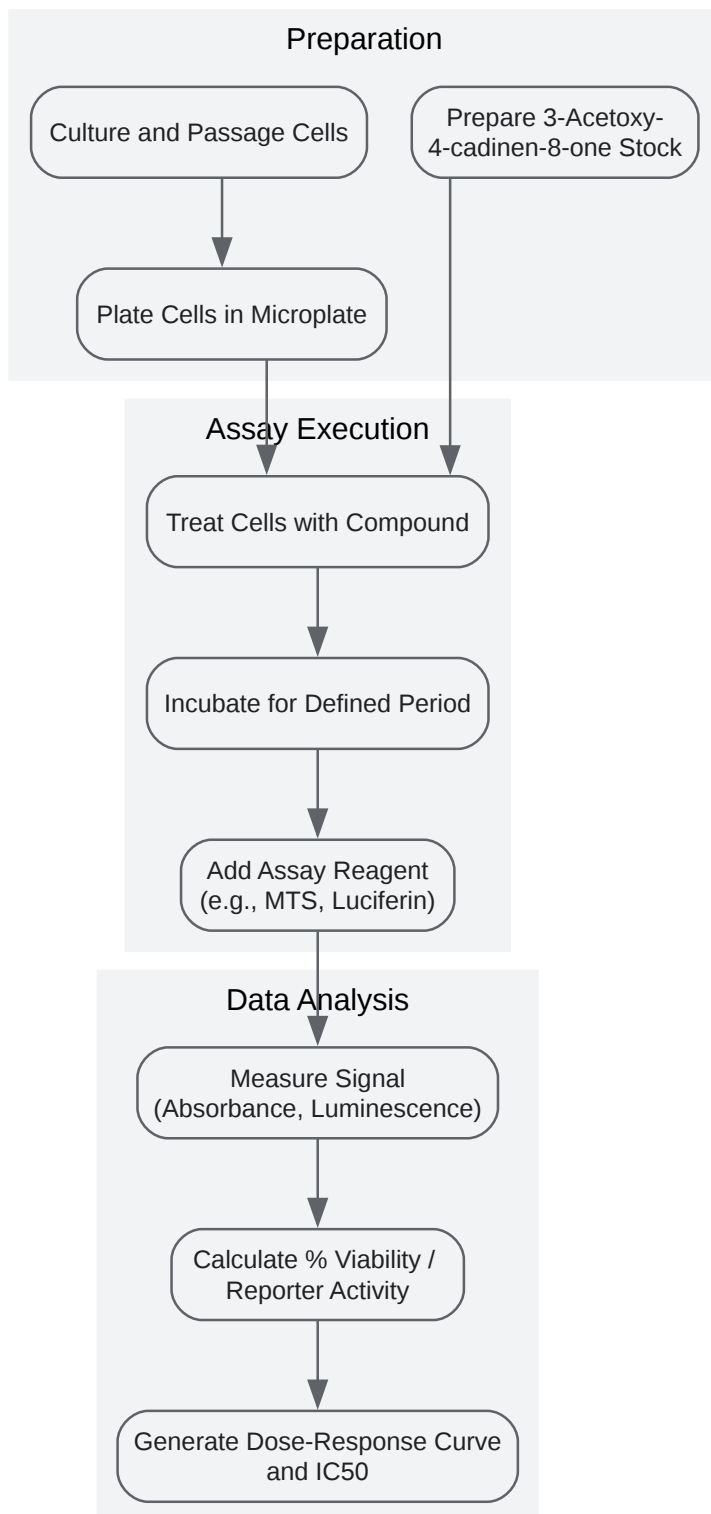 Preparation
Culture and Passage Cells
Prepare 3-Acetoxy-
4-cadinen-8-one Stock
Plate Cells in Microplate
Assay Execution
Treat Cells with Compound
Incubate for Defined Period
Add Assay Reagent
(e.g., MTS, Luciferin)
Data Analysis
Measure Signal
(Absorbance, Luminescence)
Calculate % Viability /
Reporter Activity
Generate Dose-Response Curve
and IC50